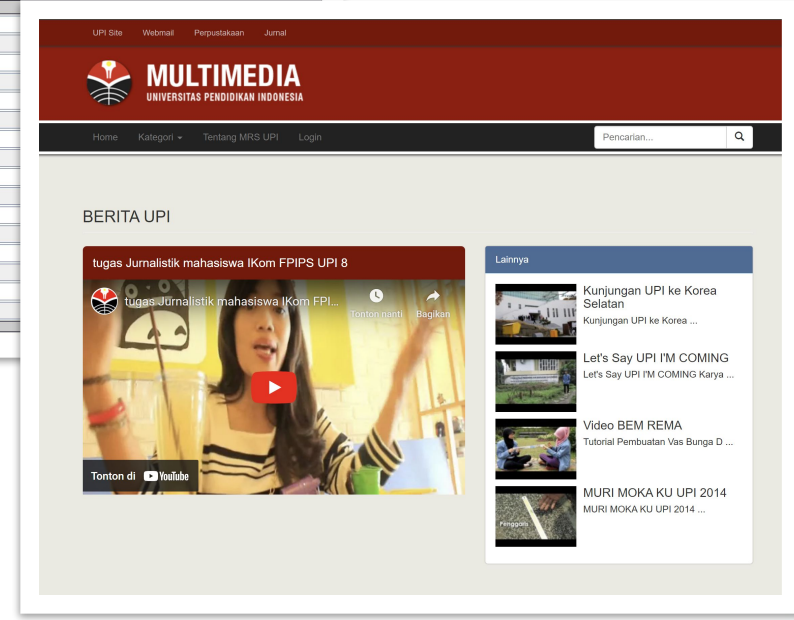 UPI Site Webmail Perpustakaan Jurnal
MULTIMEDIA
UNIVERSITAS PENDIDIKAN INDONESIA
Home Kategori Tentang MRS UPI Login
Pencarian...
BERITA UPI
tugas Jurnalistik mahasiswa IKom FPIPS UPI 8
tugas Jurnalistik mahasiswa IKom FPI...
Tonton nanti Bagikan
Tonton di YouTube
Lainnya
Kunjungan UPI ke Korea
Selatan
Kunjungan UPI ke Korea ...
Let's Say UPI I'M COMING
Let's Say UPI I'M COMING Karya ...
Video BEM REMA
Tutorial Pembuatan Vas Bunga D ...
MURI MOKA KU UPI 2014
MURI MOKA KU UPI 2014 ...